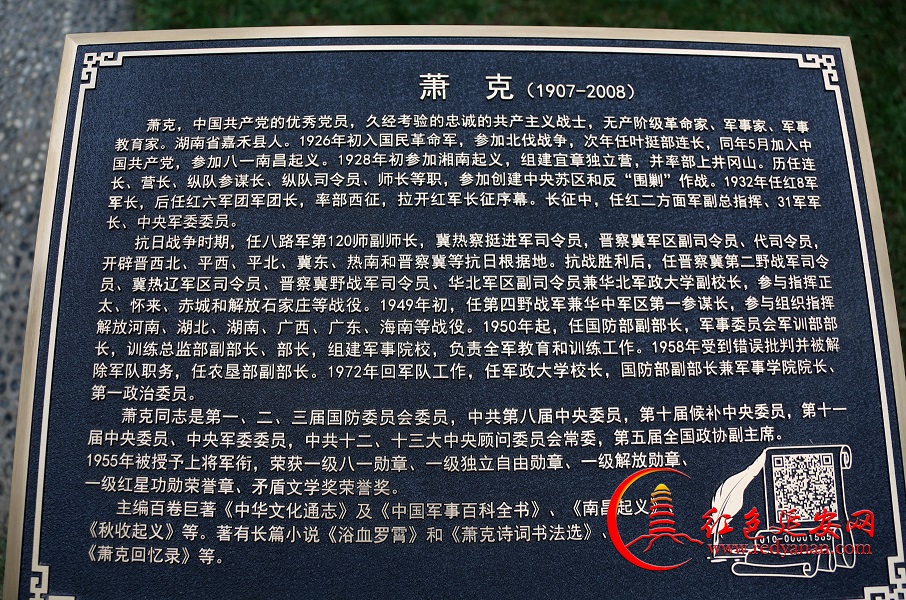 萧 克(1907-2008)
萧克,中国共产党的优秀党员,久经考验的忠诚的共产主义战士,无产阶级革命家、军事家、军事
教育家。湖南省嘉禾县人。1926年初入国民革命军,参加北伐战争,次年任叶挺部连长,同年5月加入中
国共产党,参加八一南昌起义。1928年初参加湘南起义,组建宜章独立营,并率部上井冈山。历任连
长、营长、纵队参谋长、纵队司令员、师长等职,参加创建中央苏区和反“围剿”作战。1932年任红8军
军长,后任红六军团军团长,率部西征,拉开红军长征序幕。长征中,任红二方面军副总指挥、31军军
长、中央军委委员。
抗日战争时期,任八路军第120师副师长,冀热察挺进军司令员,晋察冀军区副司令员、代司令员,
开辟晋西北、平西、平北、冀东、热南和晋察冀等抗日根据地。抗战胜利后,任晋察冀第二野战军司令
员、冀热辽军区司令员、晋察冀野战军司令员、华北军区副司令员兼华北军政大学副校长,参与指挥正
太、怀来、赤城和解放石家庄等战役。1949年初,任第四野战军兼华中军区第一参谋长,参与组织指挥
解放河南、湖北、湖南、广西、广东、海南等战役。1950年起,任国防部副部长,军事委员会军训部部
长,训练总监部副部长、部长,组建军事院校,负责全军教育和训练工作。1958年受到错误批判并被解
除军队职务,任农垦部副部长。1972年回军队工作,任军政大学校长,国防部副部长兼军事学院院长、
第一政治委员。
萧克同志是第一、二、三届国防委员会委员,中共第八届中央委员,第十届候补中央委员,第十一
届中央委员、中央军委委员,中共十二、十三大中央顾问委员会常委,第五届全国政协副主席。
1955年被授予上将军衔,荣获一级八一勋章、一级独立自由勋章、一级解放勋章、
一级红星功勋荣誉章、矛盾文学奖荣誉奖。
主编百卷巨著《中华文化通志》及《中国军事百科全书》、《南昌起义
《秋收起义》等。著有长篇小说《浴血罗霄》和《萧克诗词书法选》、
《萧克回忆录》等。
红色延安网
www.redyanan.com